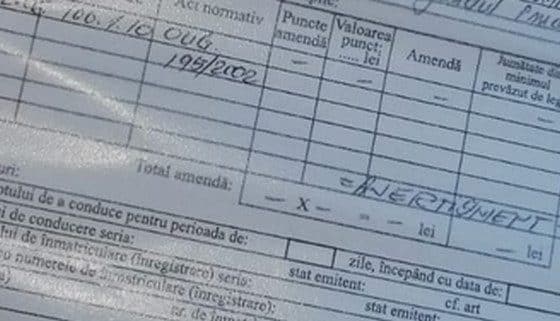 Act normativ
Puncte amendă
Valoarea punct: ..... lei
Amendă
Jumătate din minimul prevăzut de
100.1.10 OUG
195/2002
— — — —
Total amendă:
= AVERTISMENT =
— X — = — lei
— lei
de a conduce pentru perioada de:
zile, începând cu data de:
de conducere seria:
stat emitent:
cf. art
de înmatriculare (înregistrare) seria:
numerele de înmatriculare (înregistrare):
stat emitent: